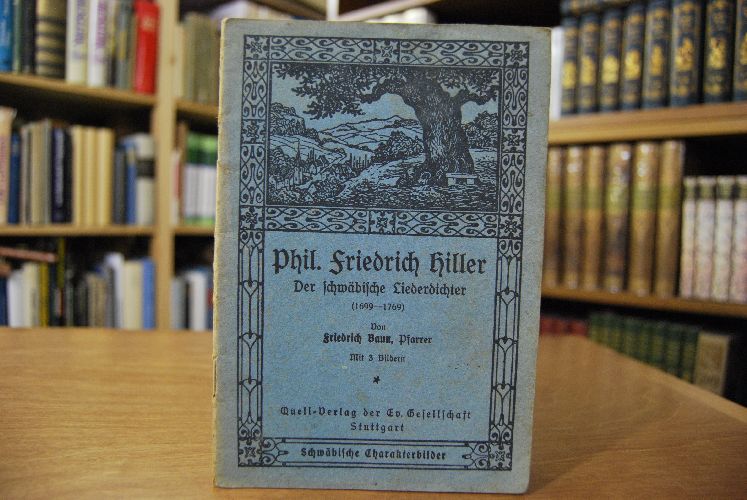 Phil. Friedrich Hiller
Der schwäbische Liederdichter
(1699–1769)
Von
Friedrich Baun, Pfarrer
Mit 3 Bildern
Quell-Verlag der Ev. Gesellschaft
Stuttgart
Schwäbische Charakterbilder